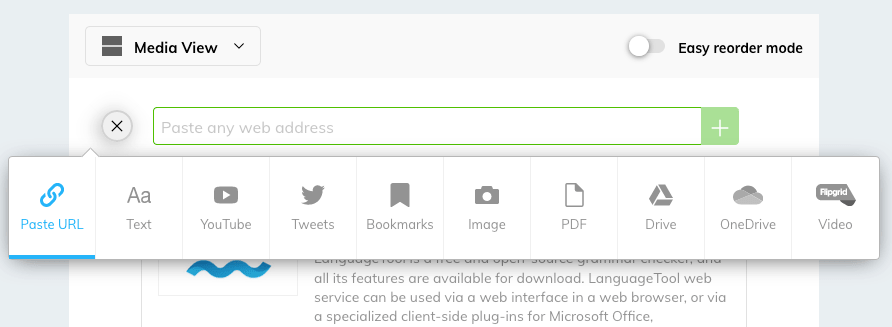 Media View
Easy reorder mode
Paste any web address
Paste URL
Aa
Text
YouTube
Tweets
Bookmarks
Image
PDF
Drive
OneDrive
Flipgrid
Video
LanguageTool is a free and open-source grammar checker, and
all its features are available for download. LanguageTool web
service can be used via a web interface in a web browser, or via
a specialized client-side plug-ins for Microsoft Office,